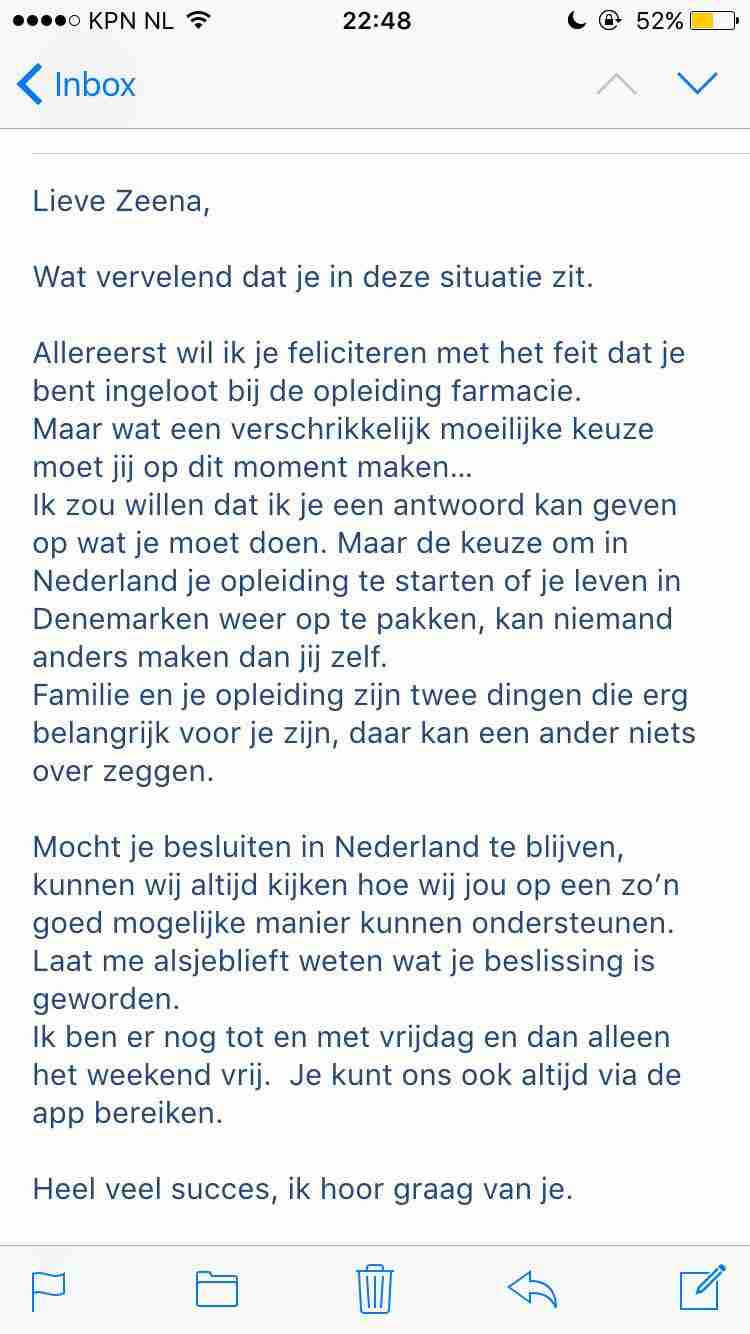 KPN NL 22:48 52%
Inbox
Lieve Zeena,
Wat vervelend dat je in deze situatie zit.
Allereerst wil ik je feliciteren met het feit dat je
bent ingeloot bij de opleiding farmacie.
Maar wat een verschrikkelijk moeilijke keuze
moet jij op dit moment maken...
Ik zou willen dat ik je een antwoord kan geven
op wat je moet doen. Maar de keuze om in
Nederland je opleiding te starten of je leven in
Denemarken weer op te pakken, kan niemand
anders maken dan jij zelf.
Familie en je opleiding zijn twee dingen die erg
belangrijk voor je zijn, daar kan een ander niets
over zeggen.
Mocht je besluiten in Nederland te blijven,
kunnen wij altijd kijken hoe wij jou op een zo’n
goed mogelijke manier kunnen ondersteunen.
Laat me alsjeblieft weten wat je beslissing is
geworden.
Ik ben er nog tot en met vrijdag en dan alleen
het weekend vrij.  Je kunt ons ook altijd via de
app bereiken.
Heel veel succes, ik hoor graag van je.